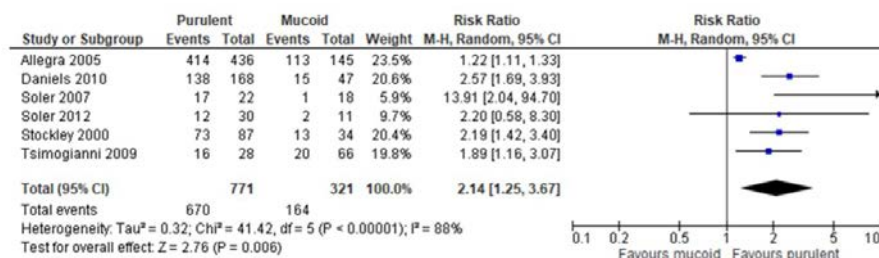 Purulent Mucoid Risk Ratio Risk Ratio
Study or Subgroup Events Total Events Total Weight M-H, Random, 95% CI M-H, Random, 95% CI
Allegra 2005 414 436 113 145 23.5% 1.22 [1.11, 1.33]
Daniels 2010 138 168 15 47 20.6% 2.57 [1.69, 3.93]
Soler 2007 17 22 1 18 5.9% 13.91 [2.04, 94.70]
Soler 2012 12 30 2 11 9.7% 2.20 [0.58, 8.30]
Stockley 2000 73 87 13 34 20.4% 2.19 [1.42, 3.40]
Tsimogianni 2009 16 28 20 66 19.8% 1.89 [1.16, 3.07]
Total (95% CI) 771 321 100.0% 2.14 [1.25, 3.67]
Total events 670 164
Heterogeneity: Tau² = 0.32; Chi² = 41.42, df = 5 (P < 0.00001); I² = 88%
Test for overall effect: Z = 2.76 (P = 0.006)
0.1 0.2 0.5 1 2 5 10
Favours mucoid Favours purulent